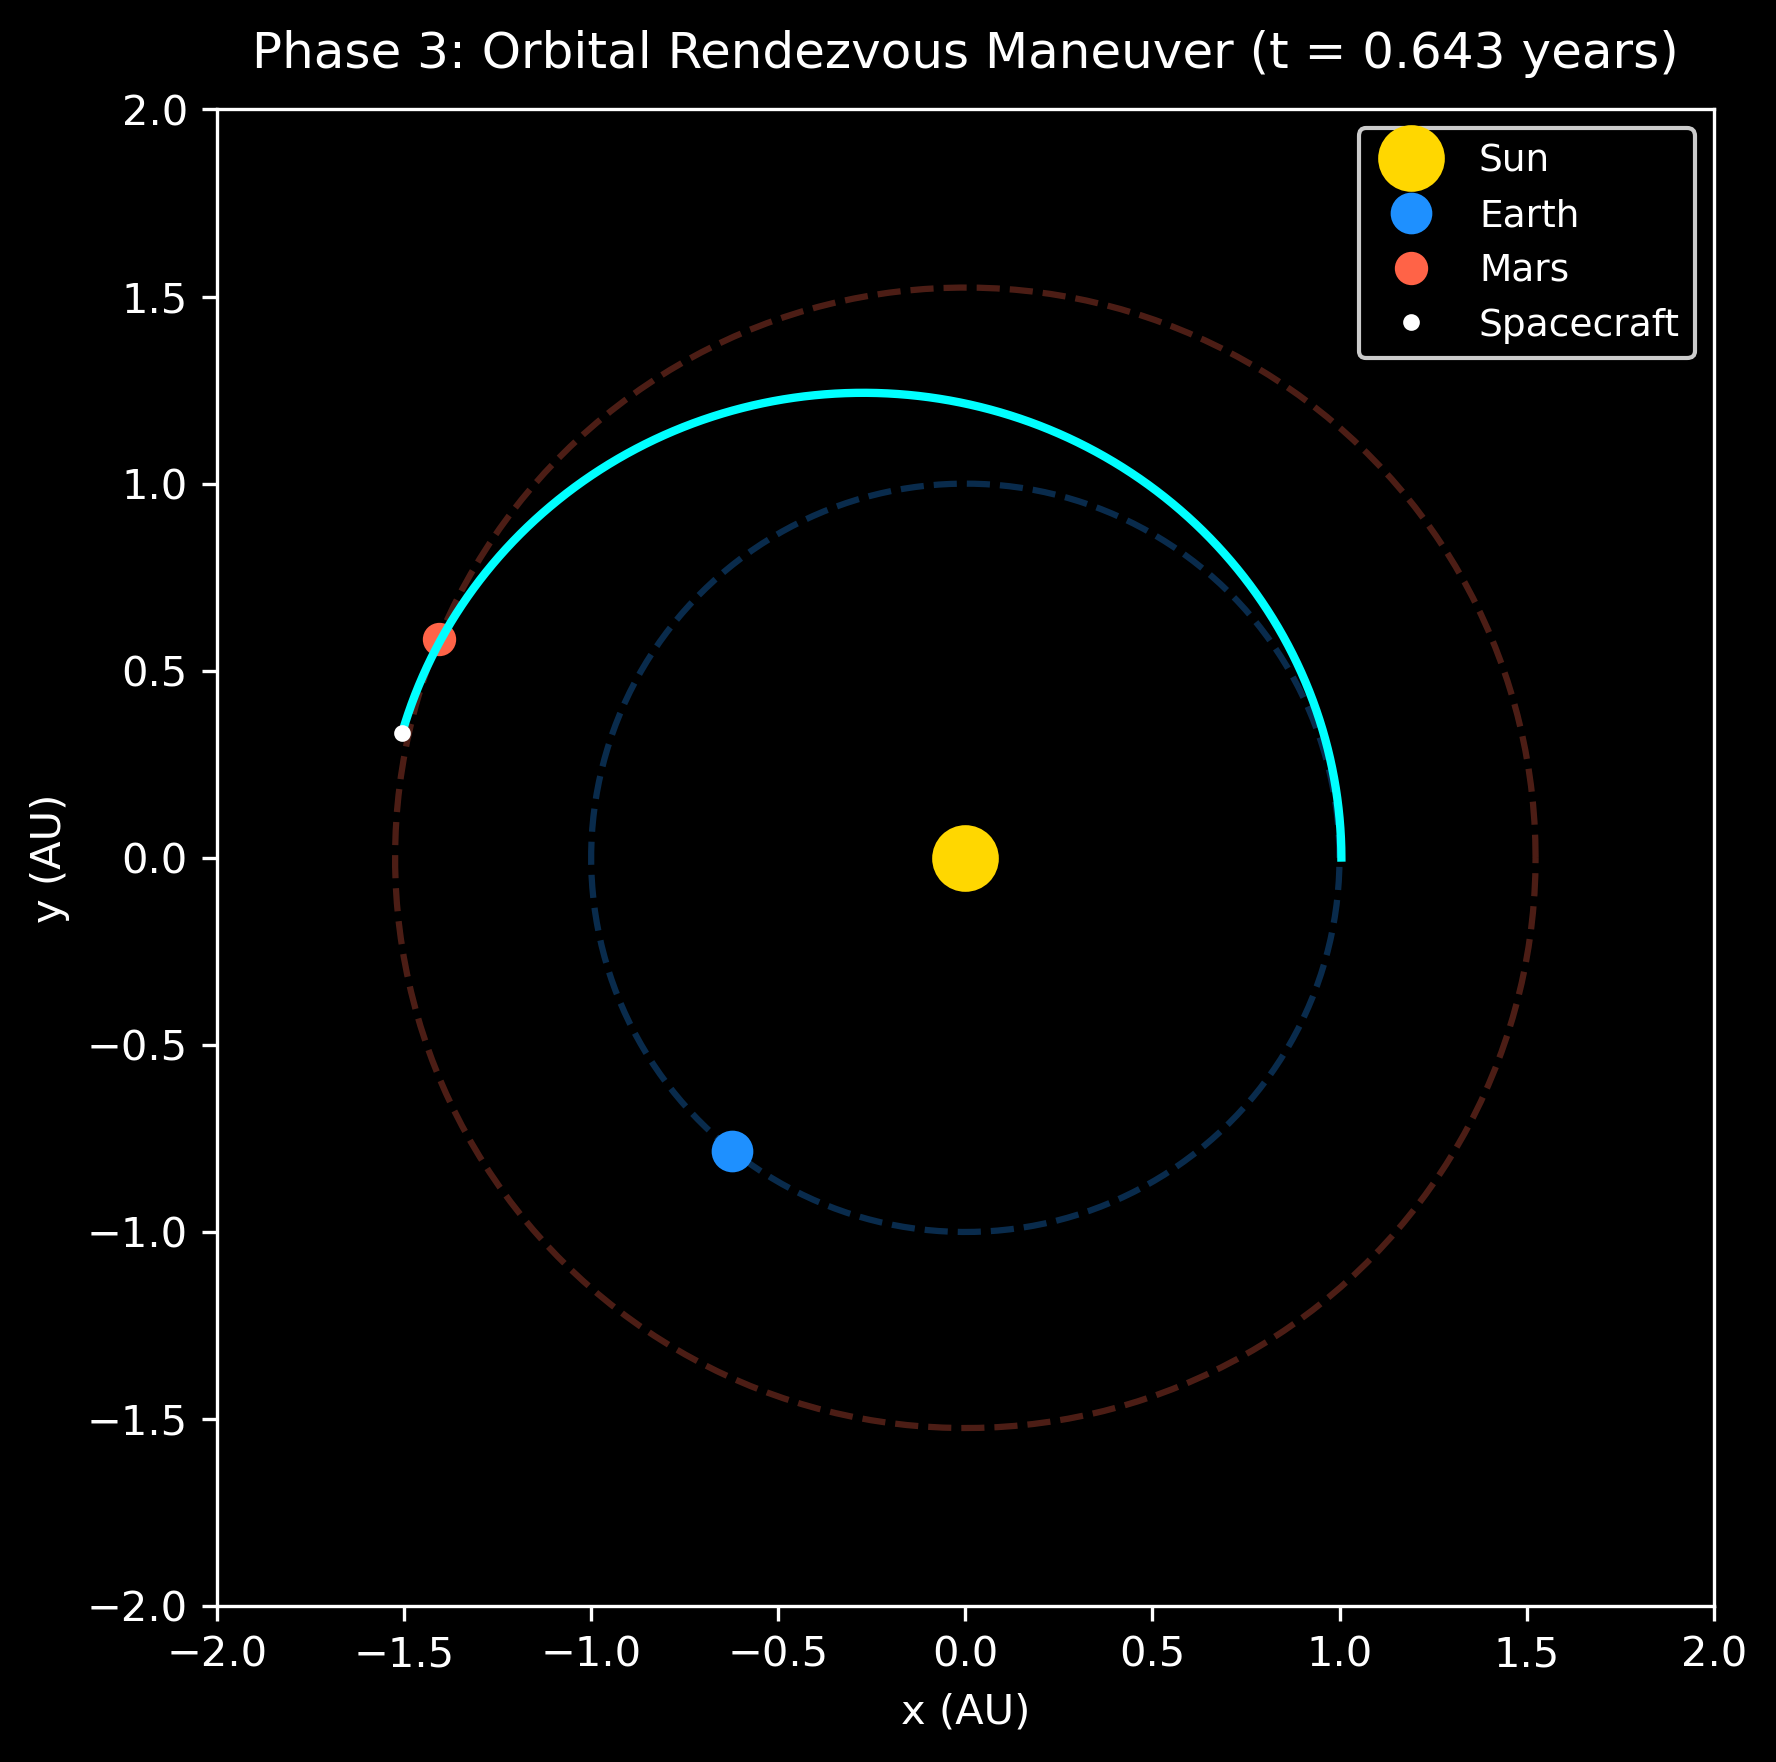 Phase 3: Orbital Rendezvous Maneuver (t = 0.643 years)
Sun
Earth
Mars
Spacecraft
2.0
1.5
1.0
0.5
0.0
−0.5
−1.0
−1.5
−2.0
y (AU)
−2.0 −1.5 −1.0 −0.5 0.0 0.5 1.0 1.5 2.0
x (AU)